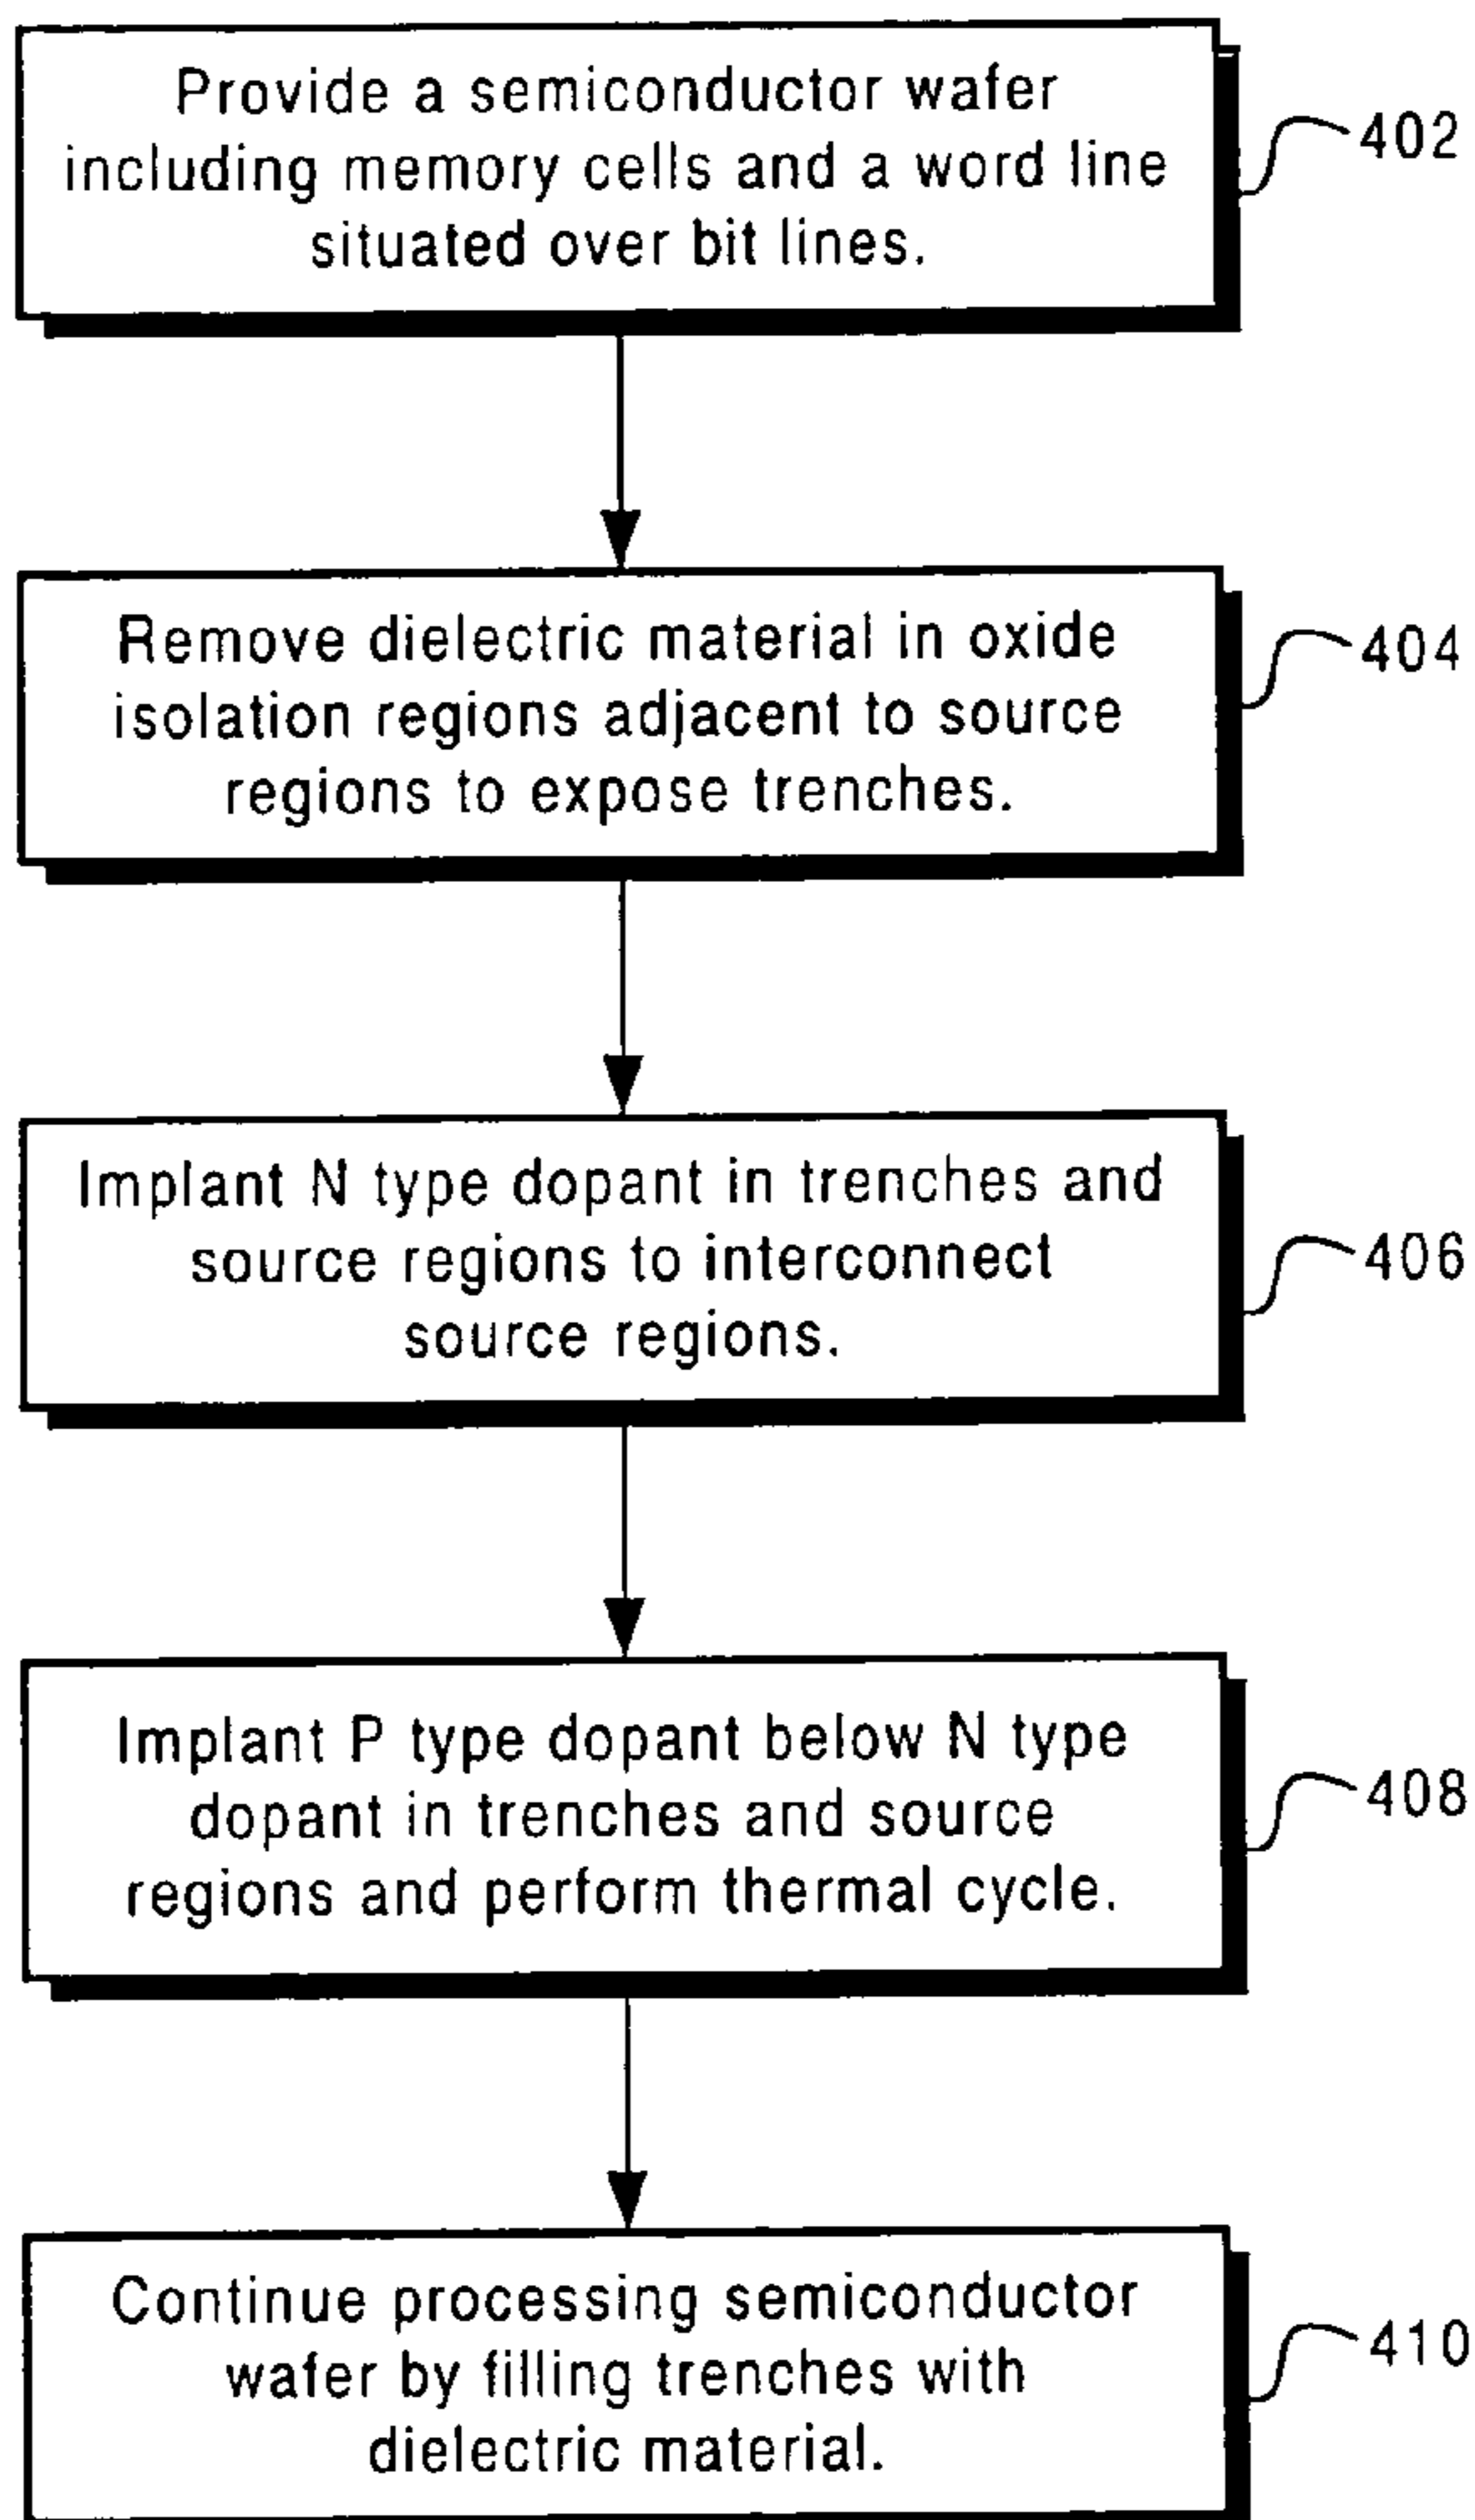 Provide a semiconductor wafer
including memory cells and a word line
situated over bit lines.
402
Remove dielectric material in oxide
isolation regions adjacent to source
regions to expose trenches.
404
Implant N type dopant in trenches and
source regions to interconnect
source regions.
406
Implant P type dopant below N type
dopant in trenches and source
regions and perform thermal cycle.
408
Continue processing semiconductor
wafer by filling trenches with
dielectric material.
410